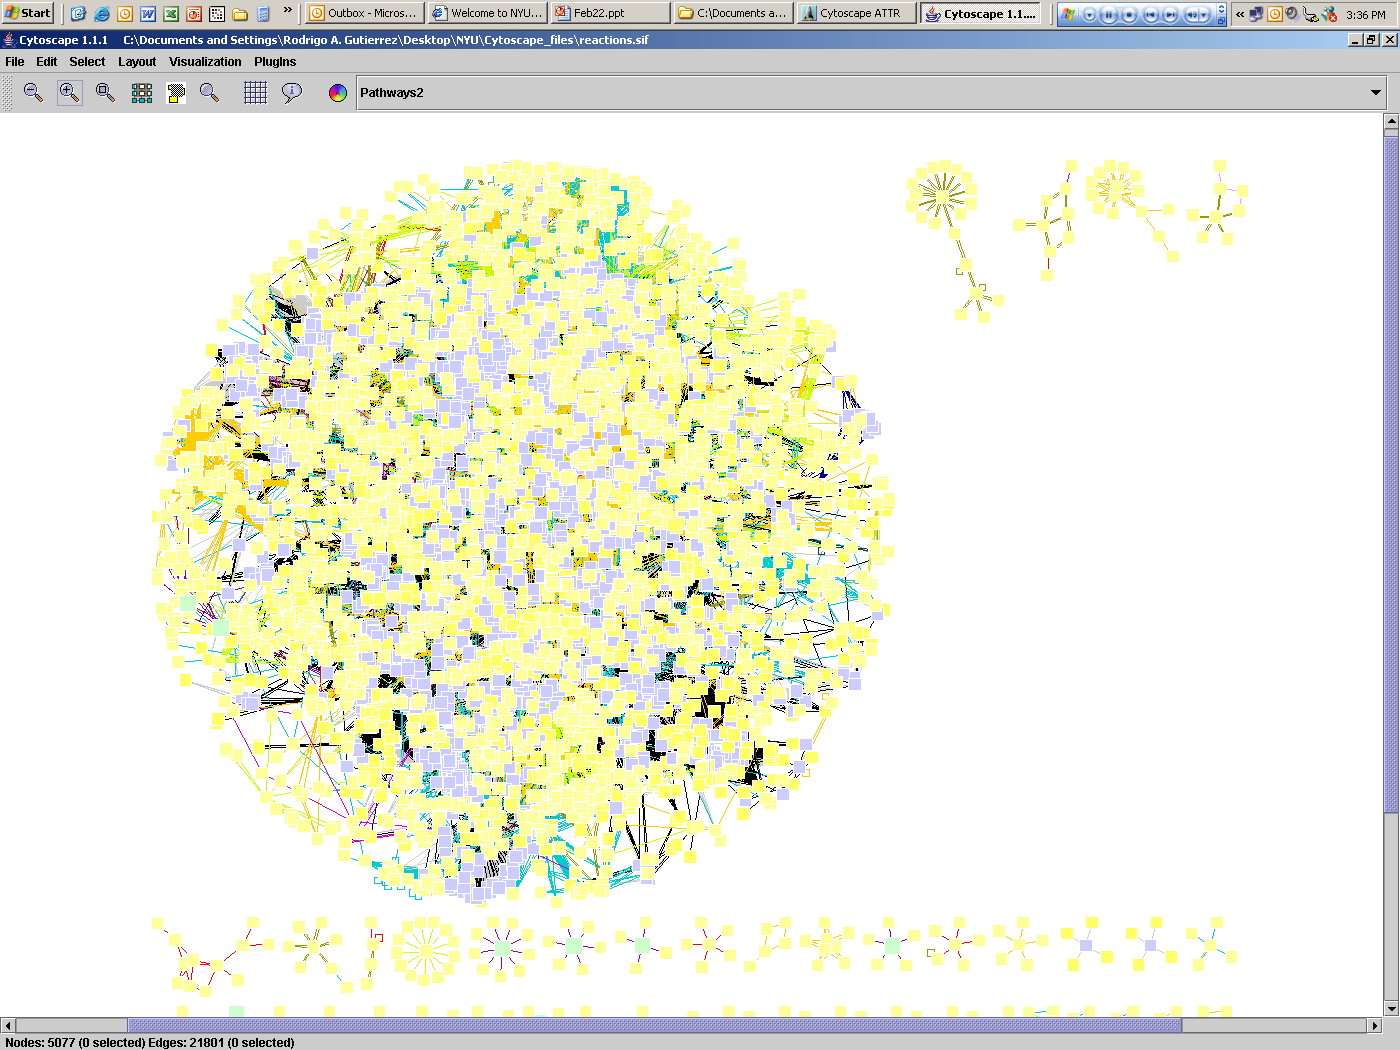 Start
Outbox - Micros...
Welcome to NYU...
Feb22.ppt
C:\Documents a...
Cytoscape ATTR
Cytoscape 1.1....
3:36 PM
Cytoscape 1.1.1 C:\Documents and Settings\Rodrigo A. Gutierrez\Desktop\NYU\Cytoscape_files\reactions.sif
File Edit Select Layout Visualization PlugIns
Pathways2
Nodes: 5077 (0 selected) Edges: 21801 (0 selected)